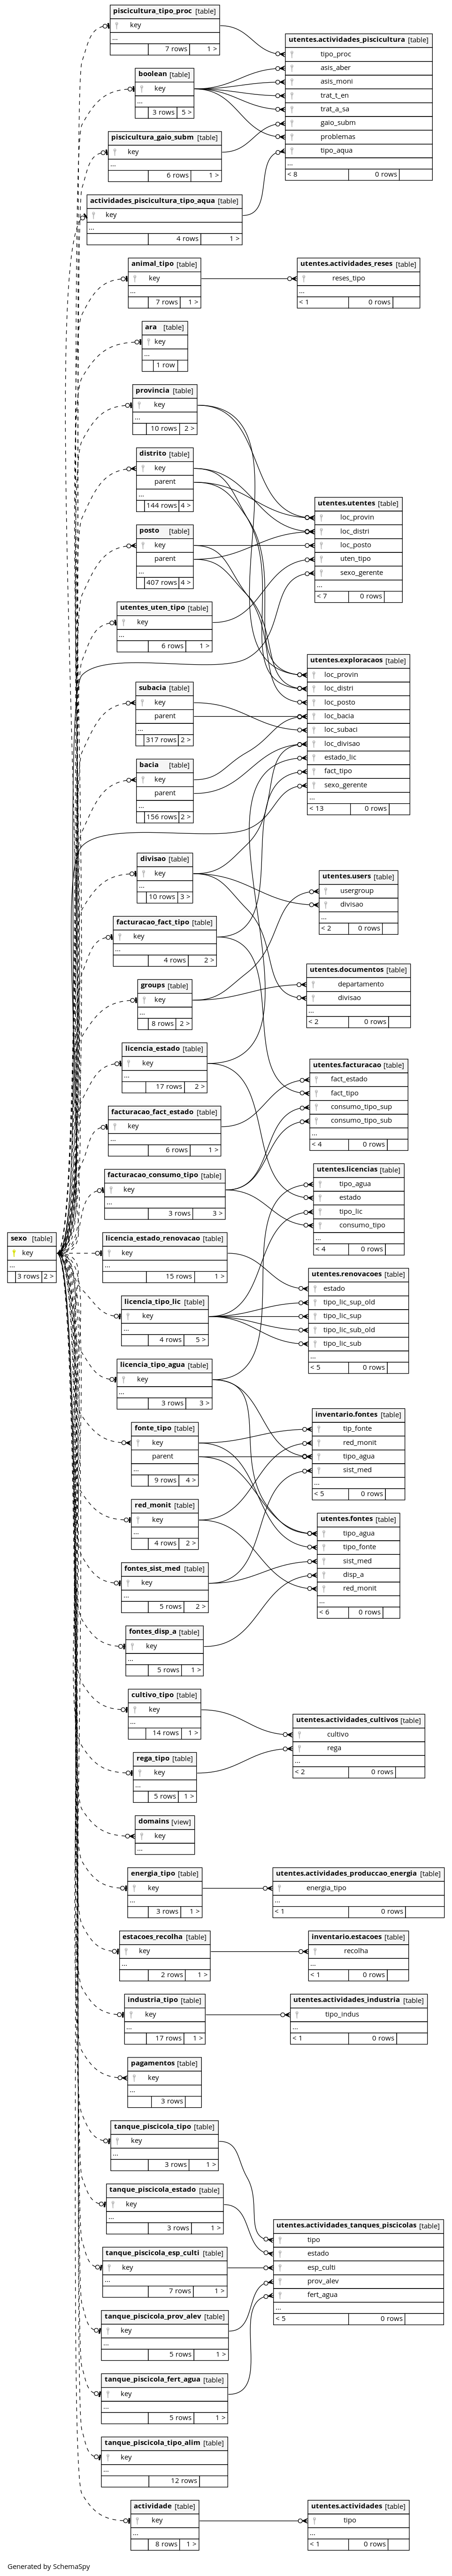 piscicultura_tipo_proc [table]
key
...
7 rows 1 >
boolean [table]
key
...
3 rows 5 >
piscicultura_gaio_subm [table]
key
...
6 rows 1 >
actividades_piscicultura_tipo_aqua [table]
key
...
4 rows 1 >
utentes.actividades_piscicultura [table]
tipo_proc
asis_aber
asis_moni
trat_t_en
trat_a_sa
gaio_subm
problemas
tipo_aqua
...
< 8 0 rows
animal_tipo [table]
key
...
7 rows 1 >
utentes.actividades_reses [table]
reses_tipo
...
< 1 0 rows
ara [table]
key
...
1 row
provincia [table]
key
...
10 rows 2 >
distrito [table]
key
parent
...
144 rows 4 >
posto [table]
key
parent
...
407 rows 4 >
utentes_uten_tipo [table]
key
...
6 rows 1 >
utentes.utentes [table]
loc_provin
loc_distri
loc_posto
uten_tipo
sexo_gerente
...
< 7 0 rows
subacia [table]
key
parent
...
317 rows 2 >
bacia [table]
key
parent
...
156 rows 2 >
utentes.exploracaos [table]
loc_provin
loc_distri
loc_posto
loc_bacia
loc_subaci
loc_divisao
estado_lic
fact_tipo
sexo_gerente
...
< 13 0 rows
divisao [table]
key
...
10 rows 3 >
utentes.users [table]
usergroup
divisao
...
< 2 0 rows
facturacao_fact_tipo [table]
key
...
4 rows 2 >
groups [table]
key
...
8 rows 2 >
utentes.documentos [table]
departamento
divisao
...
< 2 0 rows
licencia_estado [table]
key
...
17 rows 2 >
facturacao_fact_estado [table]
key
...
6 rows 1 >
utentes.facturacao [table]
fact_estado
fact_tipo
consumo_tipo_sup
consumo_tipo_sub
...
< 4 0 rows
facturacao_consumo_tipo [table]
key
...
3 rows 3 >
utentes.licencias [table]
tipo_agua
estado
tipo_lic
consumo_tipo
...
< 4 0 rows
sexo [table]
key
...
3 rows 2 >
licencia_estado_renovacao [table]
key
...
15 rows 1 >
licencia_tipo_lic [table]
key
...
4 rows 5 >
utentes.renovacoes [table]
estado
tipo_lic_sup_old
tipo_lic_sup
tipo_lic_sub_old
tipo_lic_sub
...
< 5 0 rows
licencia_tipo_agua [table]
key
...
3 rows 3 >
fonte_tipo [table]
key
parent
...
9 rows 4 >
inventario.fontes [table]
tip_fonte
red_monit
tipo_agua
sist_med
...
< 5 0 rows
red_monit [table]
key
...
4 rows 2 >
fontes_sist_med [table]
key
...
5 rows 2 >
utentes.fontes [table]
tipo_agua
tipo_fonte
sist_med
disp_a
red_monit
...
< 6 0 rows
fontes_disp_a [table]
key
...
5 rows 1 >
cultivo_tipo [table]
key
...
14 rows 1 >
rega_tipo [table]
key
...
5 rows 1 >
utentes.actividades_cultivos [table]
cultivo
rega
...
< 2 0 rows
domains [view]
key
...
energia_tipo [table]
key
...
3 rows 1 >
utentes.actividades_produccao_energia [table]
energia_tipo
...
< 1 0 rows
estacoes_recolha [table]
key
...
2 rows 1 >
inventario.estacoes [table]
recolha
...
< 1 0 rows
industria_tipo [table]
key
...
17 rows 1 >
utentes.actividades_industria [table]
tipo_indus
...
< 1 0 rows
pagamentos [table]
key
...
3 rows
tanque_piscicola_tipo [table]
key
...
3 rows 1 >
tanque_piscicola_estado [table]
key
...
3 rows 1 >
tanque_piscicola_esp_culti [table]
key
...
7 rows 1 >
tanque_piscicola_prov_alev [table]
key
...
5 rows 1 >
utentes.actividades_tanques_piscicolas [table]
tipo
estado
esp_culti
prov_alev
fert_agua
...
< 5 0 rows
tanque_piscicola_fert_agua [table]
key
...
5 rows 1 >
tanque_piscicola_tipo_alim [table]
key
...
12 rows
actividade [table]
key
...
8 rows 1 >
utentes.actividades [table]
tipo
...
< 1 0 rows
Generated by SchemaSpy